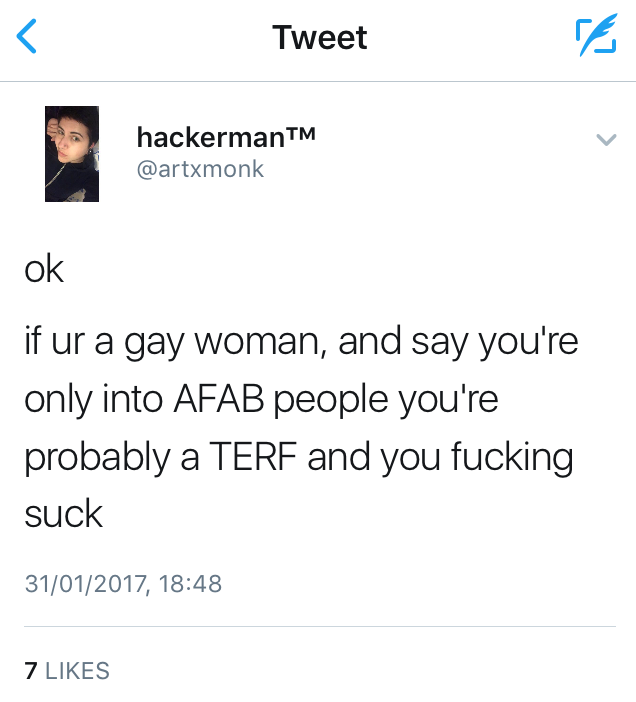 Tweet
hackerman™
@artxmonk
ok
if ur a gay woman, and say you're
only into AFAB people you're
probably a TERF and you fucking
suck
31/01/2017, 18:48
7 LIKES